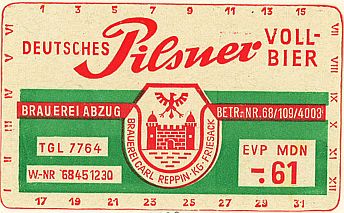 1 3 5 7 9 11 13 15
DEUTSCHES Pilsner VOLL-BIER
BRAUEREI ABZUG
BETR.-NR. 68/109/4003
TGL 7764
W.-NR 68451230
BRAUEREI CARL REPPIN · KG · FRIESACK
EVP MDN
-.61
17 19 21 23 25 27 29 31